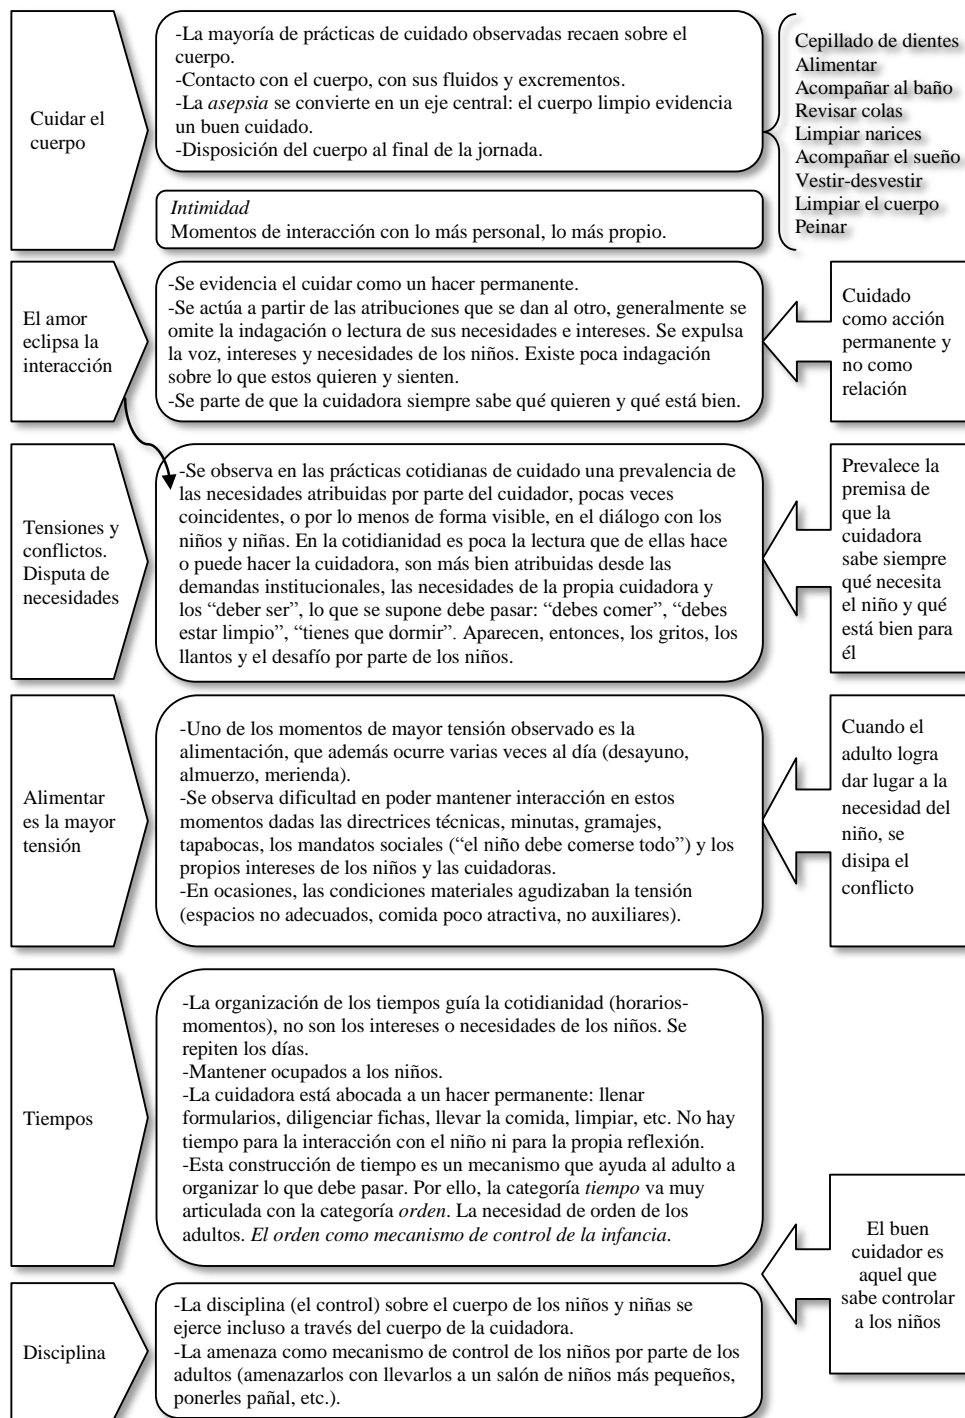 Cuidar el
cuerpo
-La mayoría de prácticas de cuidado observadas recaen sobre el
cuerpo.
-Contacto con el cuerpo, con sus fluidos y excrementos.
-La asepsia se convierte en un eje central: el cuerpo limpio evidencia
un buen cuidado.
-Disposición del cuerpo al final de la jornada.
Intimidad
Momentos de interacción con lo más personal, lo más propio.
Cepillado de dientes
Alimentar
Acompañar al baño
Revisar colas
Limpiar narices
Acompañar el sueño
Vestir-desvestir
Limpiar el cuerpo
Peinar
El amor
eclipsa la
interacción
-Se evidencia el cuidar como un hacer permanente.
-Se actúa a partir de las atribuciones que se dan al otro, generalmente se
omite la indagación o lectura de sus necesidades e intereses. Se expulsa
la voz, intereses y necesidades de los niños. Existe poca indagación
sobre lo que estos quieren y sienten.
-Se parte de que la cuidadora siempre sabe qué quieren y qué está bien.
Cuidado
como acción
permanente y
no como
relación
Tensiones y
conflictos.
Disputa de
necesidades
-Se observa en las prácticas cotidianas de cuidado una prevalencia de
las necesidades atribuidas por parte del cuidador, pocas veces
coincidentes, o por lo menos de forma visible, en el diálogo con los
niños y niñas. En la cotidianidad es poca la lectura que de ellas hace
o puede hacer la cuidadora, son más bien atribuidas desde las
demandas institucionales, las necesidades de la propia cuidadora y
los “deber ser”, lo que se supone debe pasar: “debes comer”, “debes
estar limpio”, “tienes que dormir”. Aparecen, entonces, los gritos, los
llantos y el desafío por parte de los niños.
Prevalece la
premisa de
que la
cuidadora
sabe siempre
qué necesita
el niño y qué
está bien para
él
Alimentar
es la mayor
tensión
-Uno de los momentos de mayor tensión observado es la
alimentación, que además ocurre varias veces al día (desayuno,
almuerzo, merienda).
-Se observa dificultad en poder mantener interacción en estos
momentos dadas las directrices técnicas, minutas, gramajes,
tapabocas, los mandatos sociales (“el niño debe comerse todo”) y los
propios intereses de los niños y las cuidadoras.
-En ocasiones, las condiciones materiales agudizaban la tensión
(espacios no adecuados, comida poco atractiva, no auxiliares).
Cuando el
adulto logra
dar lugar a la
necesidad del
niño, se
disipa el
conflicto
Tiempos
-La organización de los tiempos guía la cotidianidad (horarios-
momentos), no son los intereses o necesidades de los niños. Se
repiten los días.
-Mantener ocupados a los niños.
-La cuidadora está abocada a un hacer permanente: llenar
formularios, diligenciar fichas, llevar la comida, limpiar, etc. No hay
tiempo para la interacción con el niño ni para la propia reflexión.
-Esta construcción de tiempo es un mecanismo que ayuda al adulto a
organizar lo que debe pasar. Por ello, la categoría tiempo va muy
articulada con la categoría orden. La necesidad de orden de los
adultos. El orden como mecanismo de control de la infancia.
El buen
cuidador es
aquel que
sabe controlar
a los niños
Disciplina
-La disciplina (el control) sobre el cuerpo de los niños y niñas se
ejerce incluso a través del cuerpo de la cuidadora.
-La amenaza como mecanismo de control de los niños por parte de los
adultos (amenazarlos con llevarlos a un salón de niños más pequeños,
ponerles pañal, etc.).